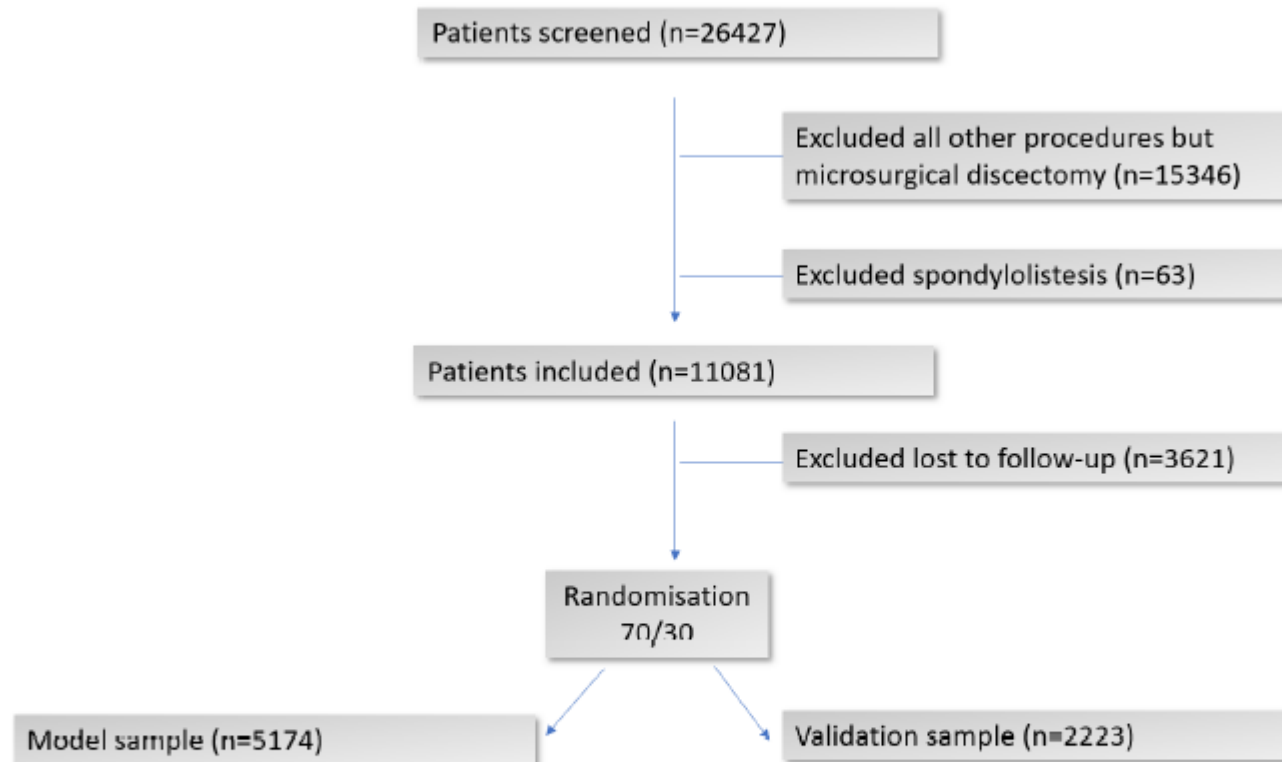 Patients screened (n=26427)
Excluded all other procedures but
microsurgical discectomy (n=15346)
Excluded spondylolistesis (n=63)
Patients included (n=11081)
Excluded lost to follow-up (n=3621)
Randomisation
70/30
Model sample (n=5174)
Validation sample (n=2223)